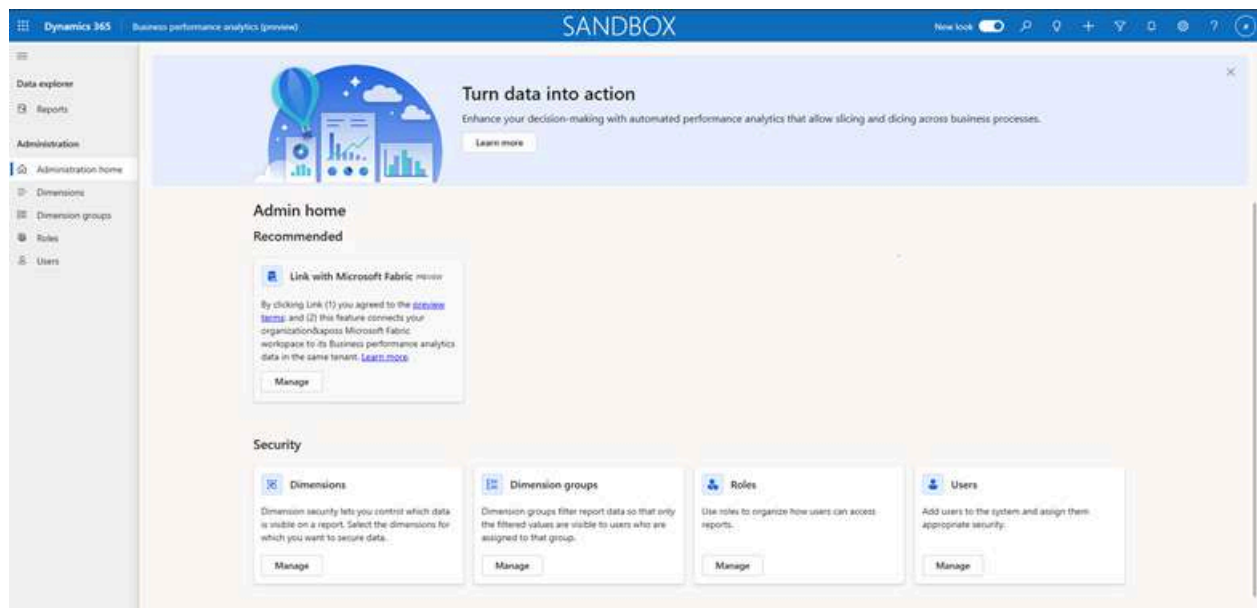 Dynamics 365
Business performance analytics (preview)
SANDBOX
New look
Data explorer
Reports
Administration
Administration home
Dimensions
Dimension groups
Roles
Users
Turn data into action
Enhance your decision-making with automated performance analytics that allow slicing and dicing across business processes.
Learn more
Admin home
Recommended
Link with Microsoft Fabric PREVIEW
By clicking Link (1) you agreed to the preview
terms; and (2) this feature connects your
organization&aposs Microsoft Fabric
workspace to its Business performance analytics
data in the same tenant. Learn more.
Manage
Security
Dimensions
Dimension security lets you control which data
is visible on a report. Select the dimensions for
which you want to secure data.
Manage
Dimension groups
Dimension groups filter report data so that only
the filtered values are visible to users who are
assigned to that group.
Manage
Roles
Use roles to organize how users can access
reports.
Manage
Users
Add users to the system and assign them
appropriate security.
Manage